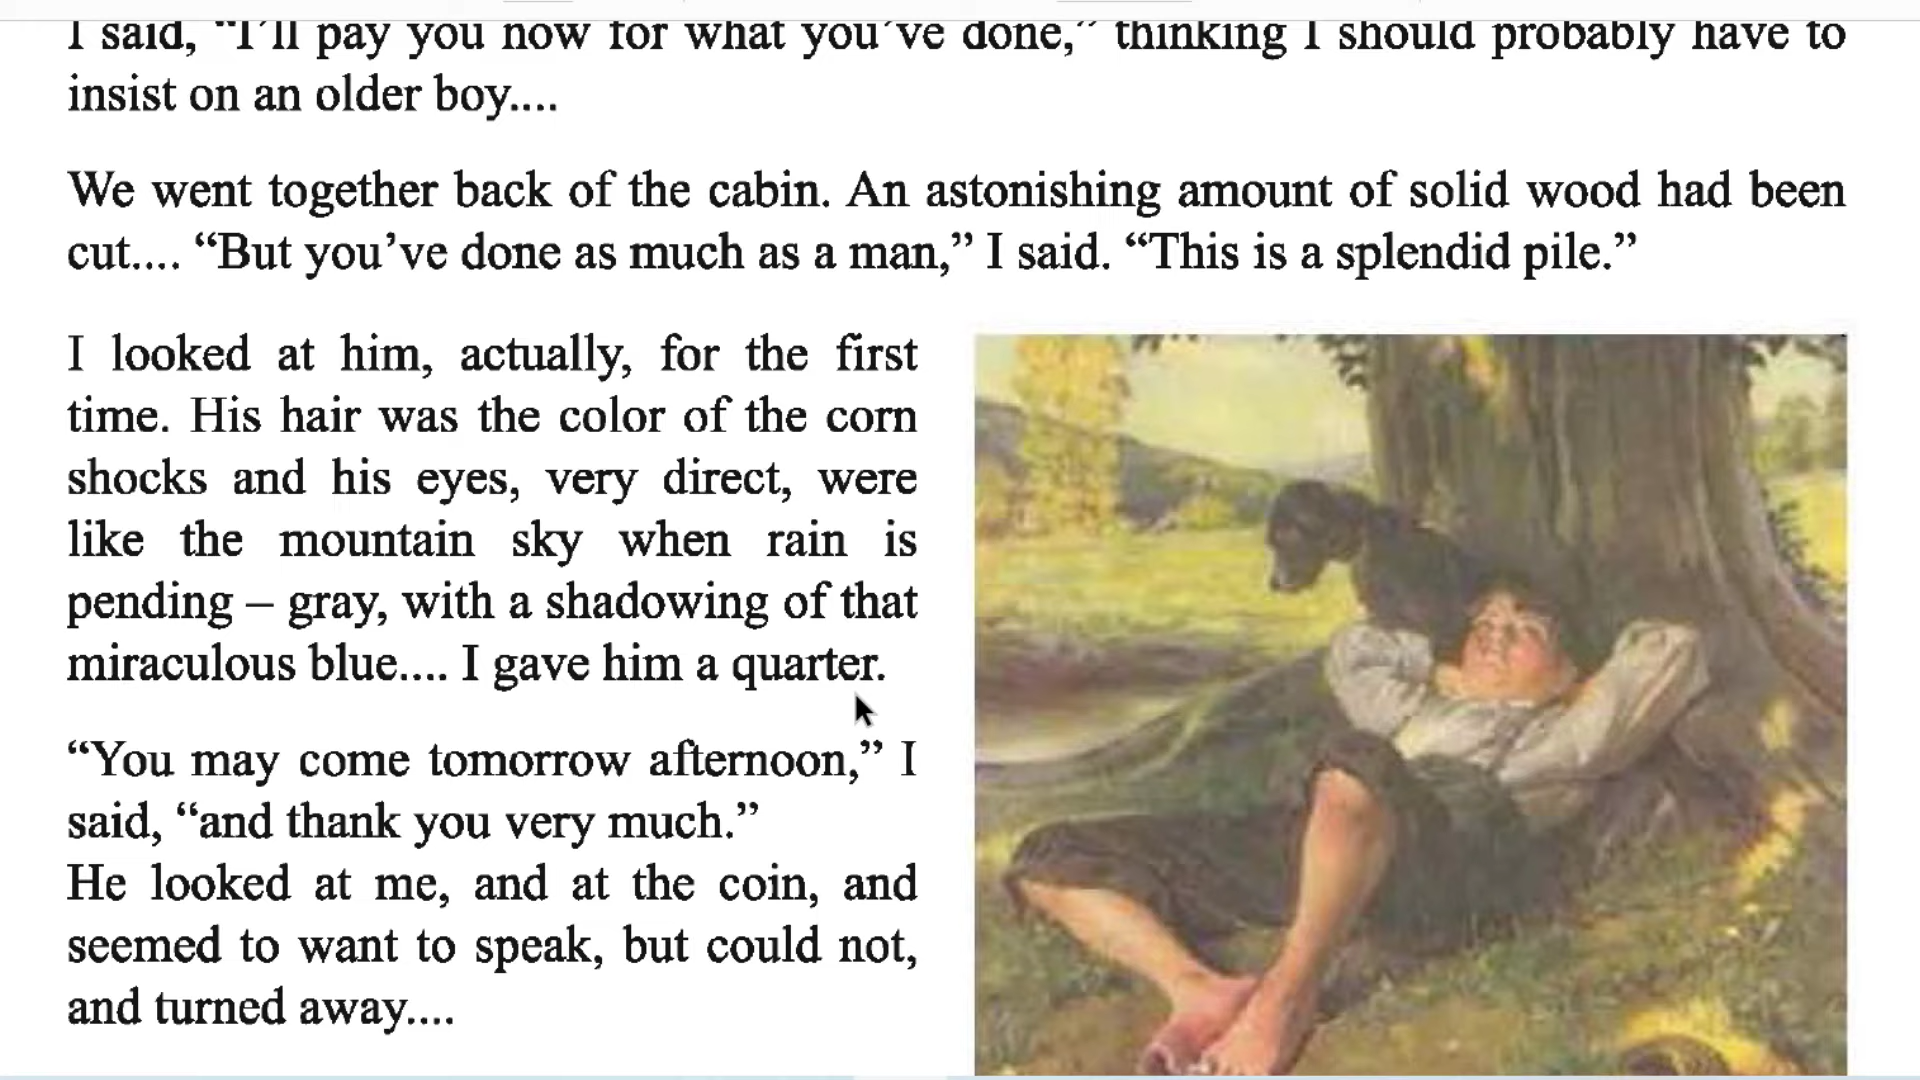 I said, “I’ll pay you now for what you’ve done,” thinking I should probably have to
insist on an older boy....
We went together back of the cabin. An astonishing amount of solid wood had been
cut.... “But you’ve done as much as a man,” I said. “This is a splendid pile.”
I looked at him, actually, for the first
time. His hair was the color of the corn
shocks and his eyes, very direct, were
like the mountain sky when rain is
pending – gray, with a shadowing of that
miraculous blue.... I gave him a quarter.
“You may come tomorrow afternoon,” I
said, “and thank you very much.”
He looked at me, and at the coin, and
seemed to want to speak, but could not,
and turned away....